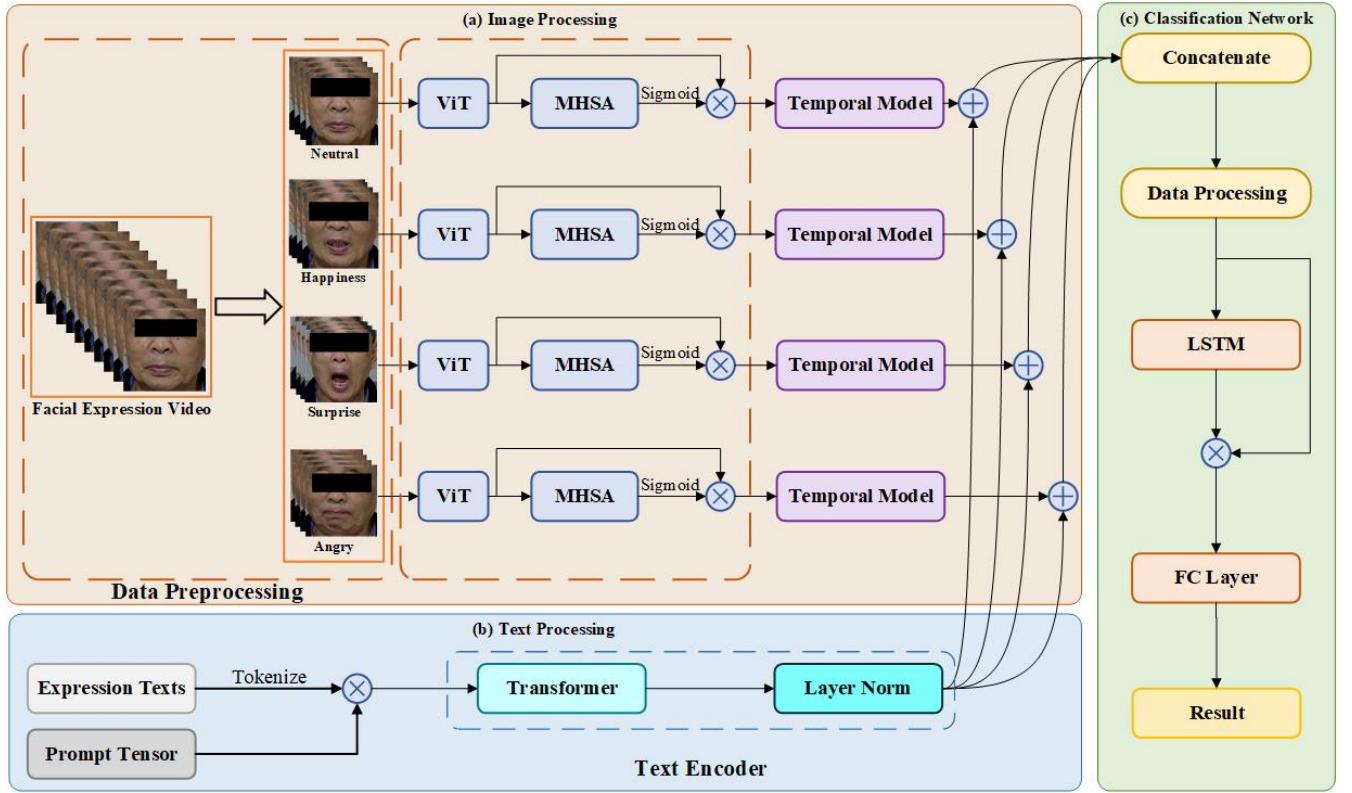 (a) Image Processing
Neutral
Happiness
Surprise
Angry
Facial Expression Video
Data Preprocessing
ViT
MHSA
Sigmoid
Temporal Model
ViT
MHSA
Sigmoid
Temporal Model
ViT
MHSA
Sigmoid
Temporal Model
ViT
MHSA
Sigmoid
Temporal Model
(b) Text Processing
Expression Texts
Tokenize
Prompt Tensor
Transformer
Layer Norm
Text Encoder
(c) Classification Network
Concatenate
Data Processing
LSTM
FC Layer
Result